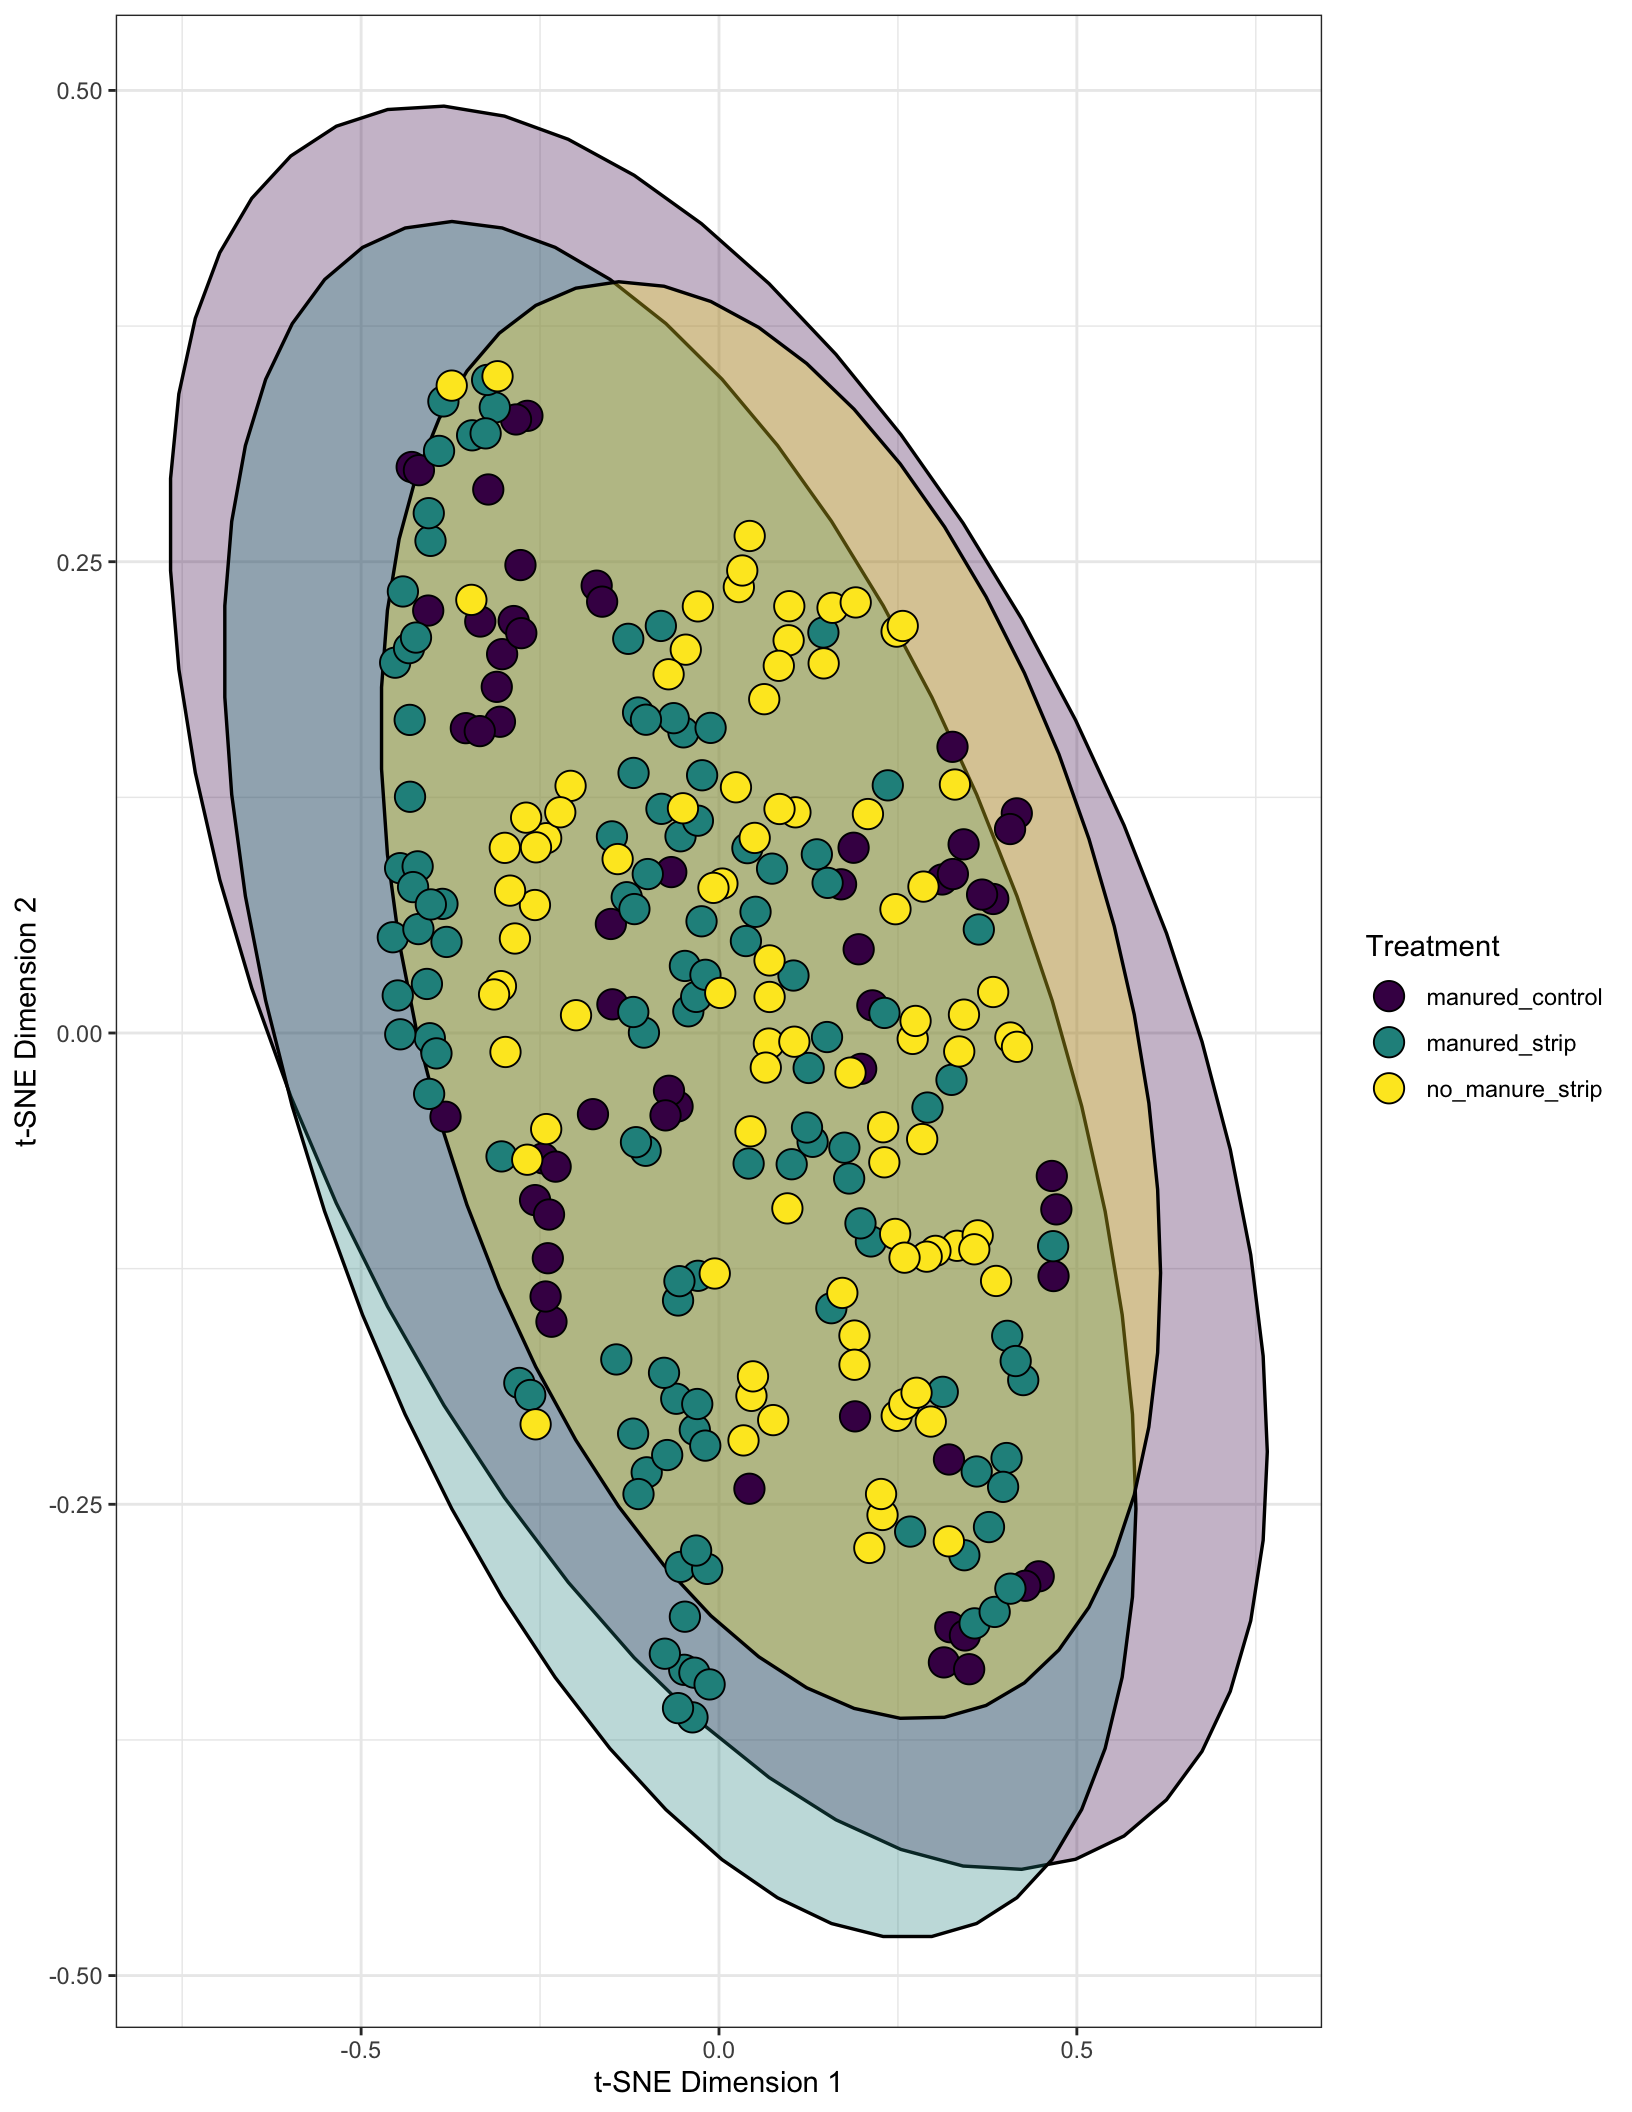 0.50
0.25
0.00
-0.25
-0.50
t-SNE Dimension 2
-0.5
0.0
0.5
t-SNE Dimension 1
Treatment
manured_control
manured_strip
no_manure_strip